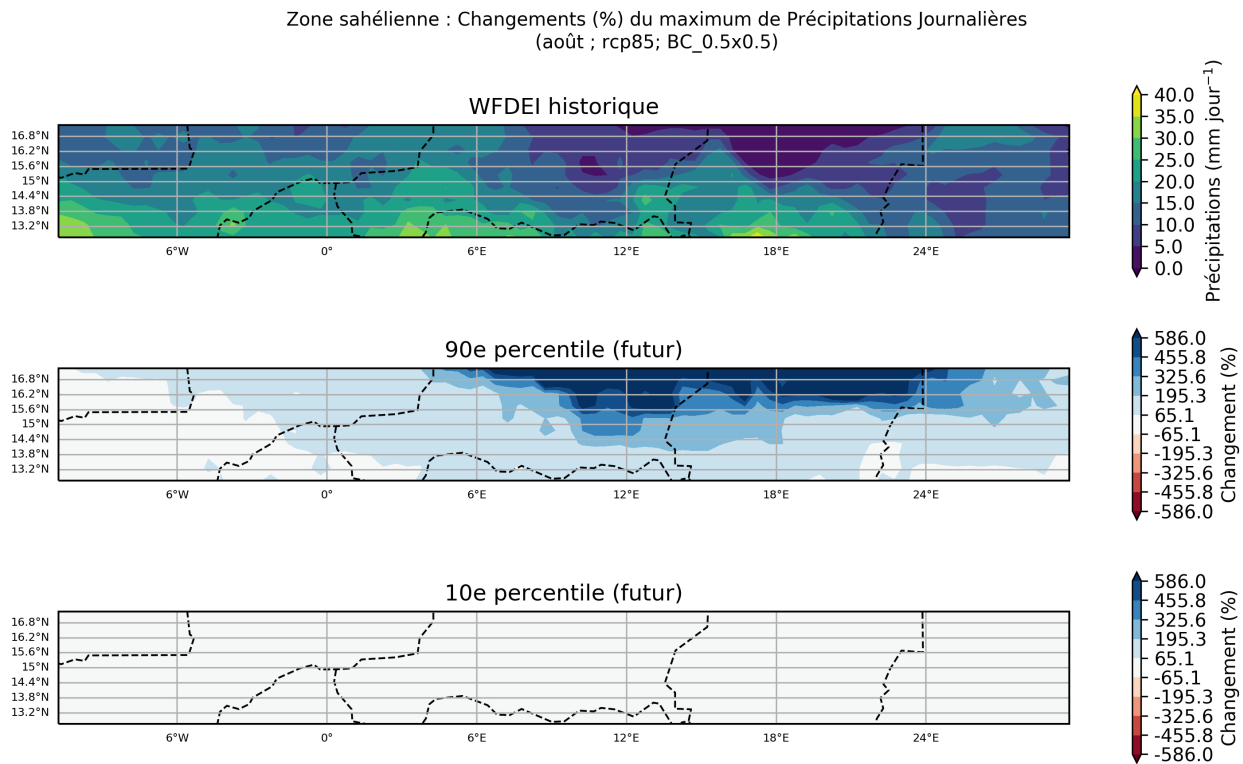 Zone sahélienne : Changements (%) du maximum de Précipitations Journalières
(août ; rcp85; BC_0.5x0.5)
WFDEI historique
16.8°N
16.2°N
15.6°N
15°N
14.4°N
13.8°N
13.2°N
6°W 0° 6°E 12°E 18°E 24°E
40.0
35.0
30.0
25.0
20.0
15.0
10.0
5.0
0.0
Précipitations (mm jour⁻¹)
90e percentile (futur)
16.8°N
16.2°N
15.6°N
15°N
14.4°N
13.8°N
13.2°N
6°W 0° 6°E 12°E 18°E 24°E
586.0
455.8
325.6
195.3
65.1
-65.1
-195.3
-325.6
-455.8
-586.0
Changement (%)
10e percentile (futur)
16.8°N
16.2°N
15.6°N
15°N
14.4°N
13.8°N
13.2°N
6°W 0° 6°E 12°E 18°E 24°E
586.0
455.8
325.6
195.3
65.1
-65.1
-195.3
-325.6
-455.8
-586.0
Changement (%)